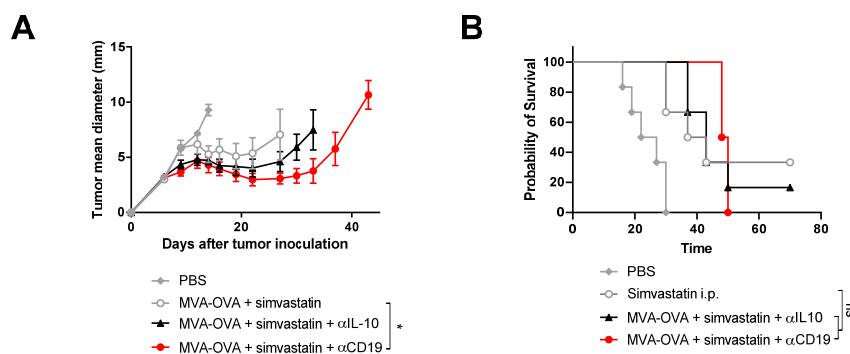 A
B
Tumor mean diameter (mm)
15
10
5
0
0
20
40
Days after tumor inoculation
PBS
MVA-OVA + simvastatin
MVA-OVA + simvastatin + αIL-10
MVA-OVA + simvastatin + αCD19
*
Probability of Survival
100
80
60
40
20
0
0
20
40
60
80
Time
PBS
Simvastatin i.p.
MVA-OVA + simvastatin + αIL10
MVA-OVA + simvastatin + αCD19
ns